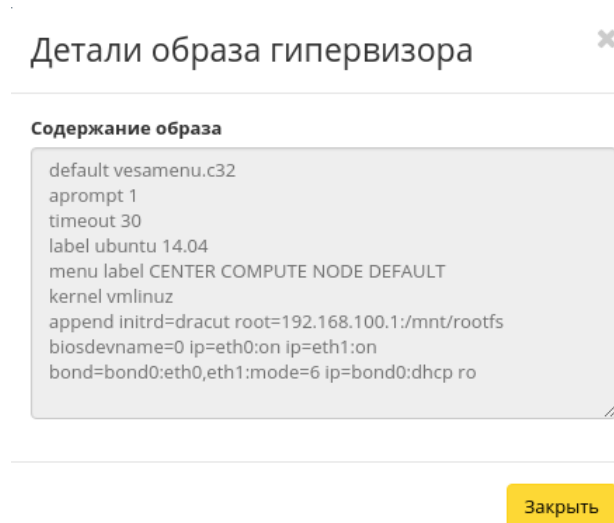 Детали образа гипервизора
Содержание образа
default vesamenu.c32
aprompt 1
timeout 30
label ubuntu 14.04
menu label CENTER COMPUTE NODE DEFAULT
kernel vmlinuz
append initrd=dracut root=192.168.100.1:/mnt/rootfs
biosdevname=0 ip=eth0:on ip=eth1:on
bond=bond0:eth0,eth1:mode=6 ip=bond0:dhcp ro
Закрыть